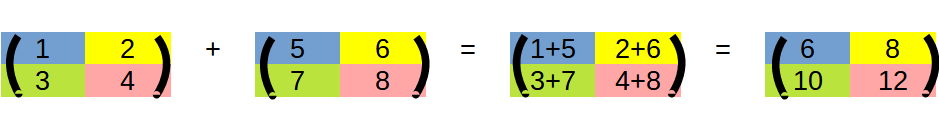 ( 1 2 ) + ( 5 6 ) = ( 1+5 2+6 ) = ( 6 8 )
( 3 4 ) ( 7 8 ) ( 3+7 4+8 ) ( 10 12 )